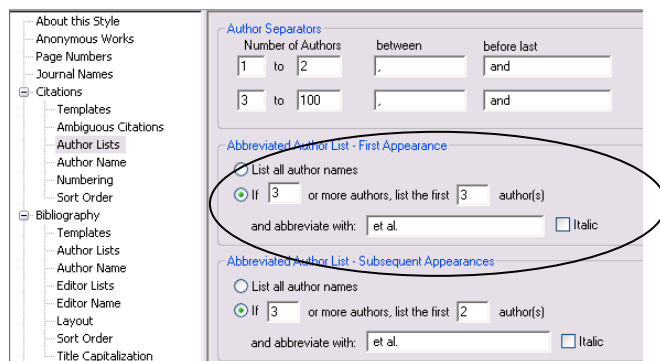 About this Style
Anonymous Works
Page Numbers
Journal Names
Citations
Templates
Ambiguous Citations
Author Lists
Author Name
Numbering
Sort Order
Bibliography
Templates
Author Lists
Author Name
Editor Lists
Editor Name
Layout
Sort Order
Title Capitalization
Author Separators
Number of Authors between before last
1 to 2 , and
3 to 100 , and
Abbreviated Author List - First Appearance
List all author names
If 3 or more authors, list the first 3 author(s)
and abbreviate with: et al. Italic
Abbreviated Author List - Subsequent Appearances
List all author names
If 3 or more authors, list the first 2 author(s)
and abbreviate with: et al. Italic